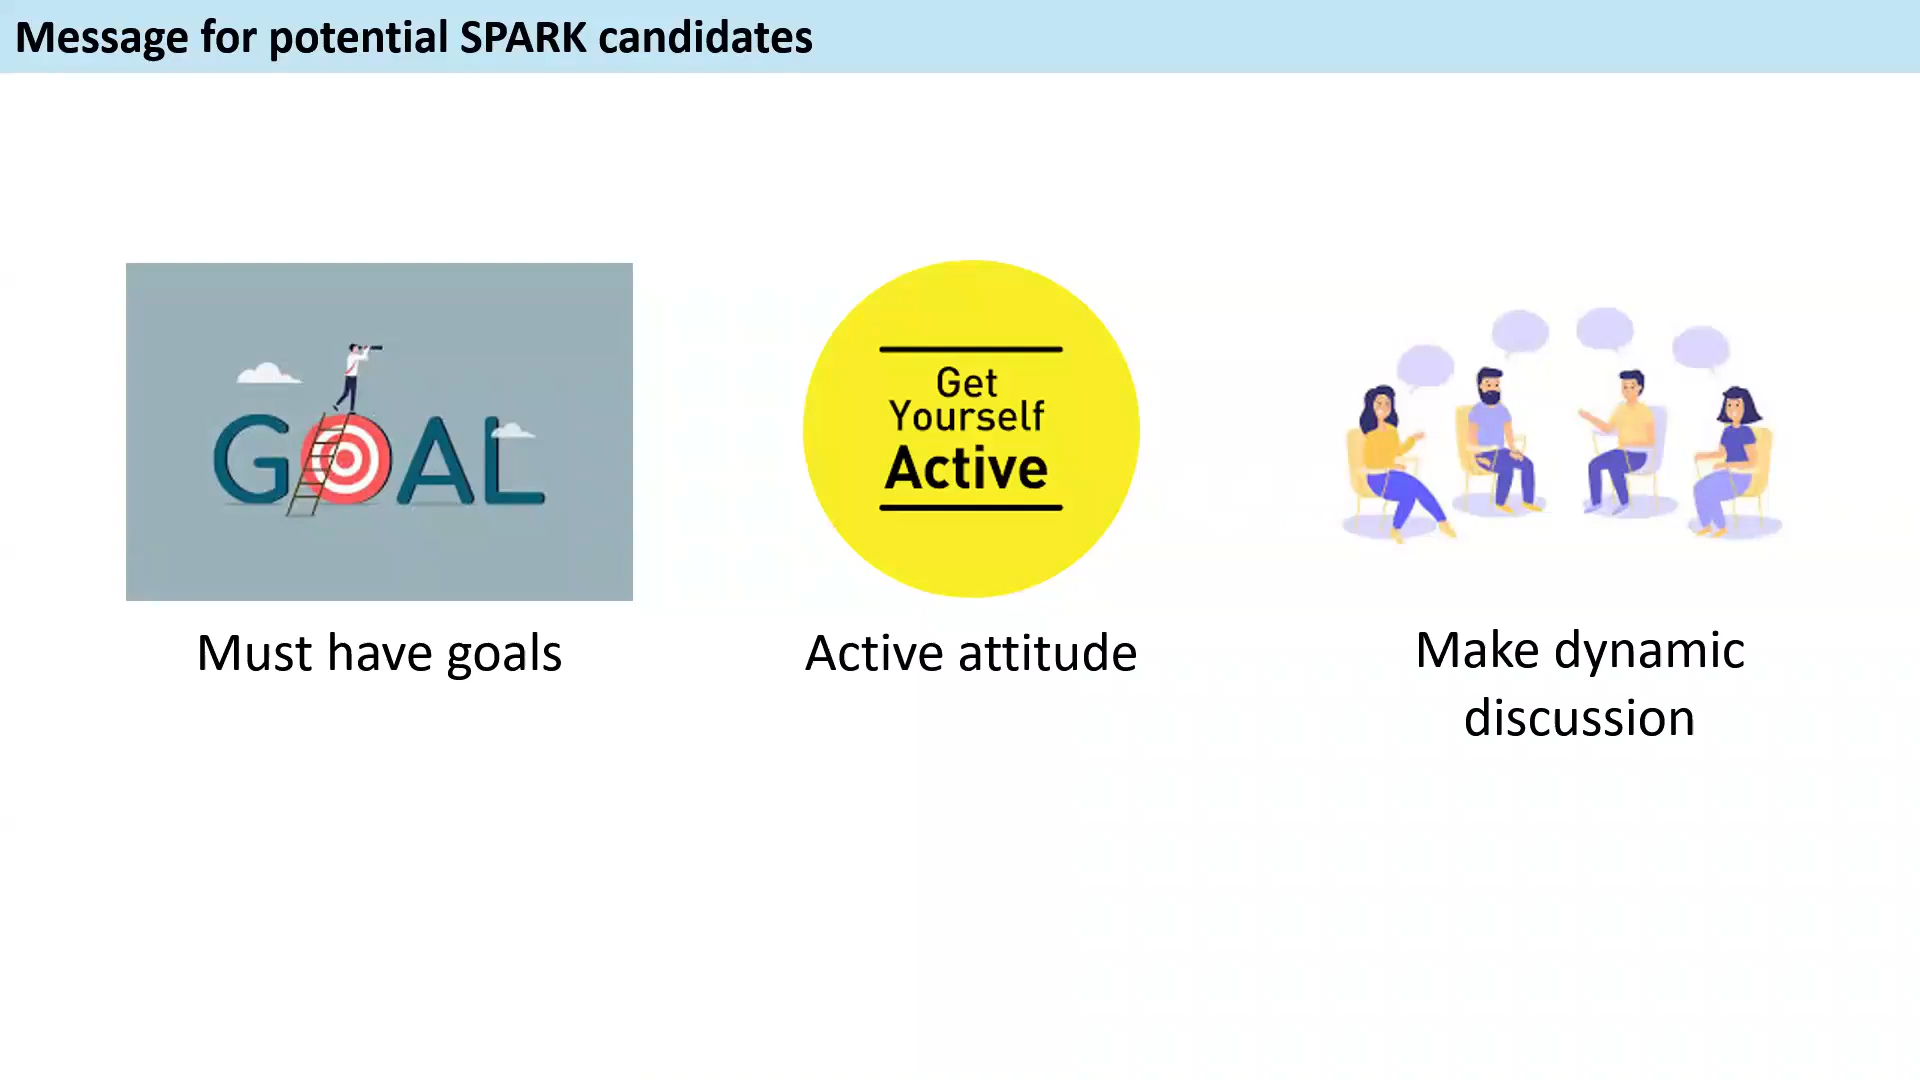 Message for potential SPARK candidates
GOAL
Must have goals
Get
Yourself
Active
Active attitude
Make dynamic
discussion